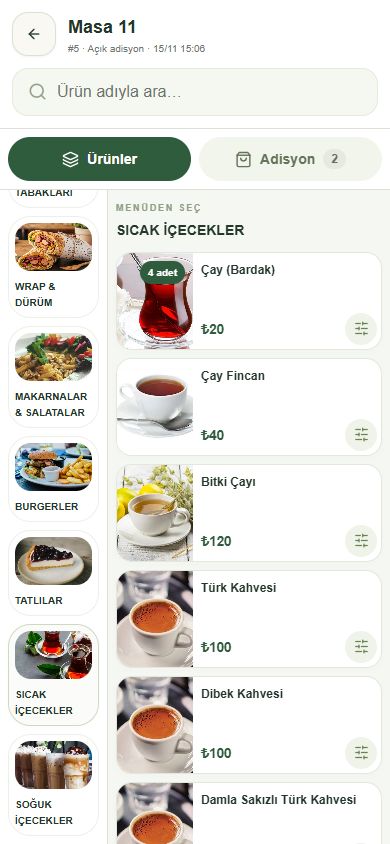 Masa 11
#5 · Açık adisyon · 15/11 15:06
Ürün adıyla ara...
Ürünler
Adisyon 2
TABAKLARI
WRAP &
DÜRÜM
MAKARNALAR
& SALATALAR
BURGERLER
TATLILAR
SICAK
İÇECEKLER
SOĞUK
İÇECEKLER
MENÜDEN SEÇ
SICAK İÇECEKLER
4 adet
Çay (Bardak)
₺20
Çay Fincan
₺40
Bitki Çayı
₺120
Türk Kahvesi
₺100
Dibek Kahvesi
₺100
Damla Sakızlı Türk Kahvesi